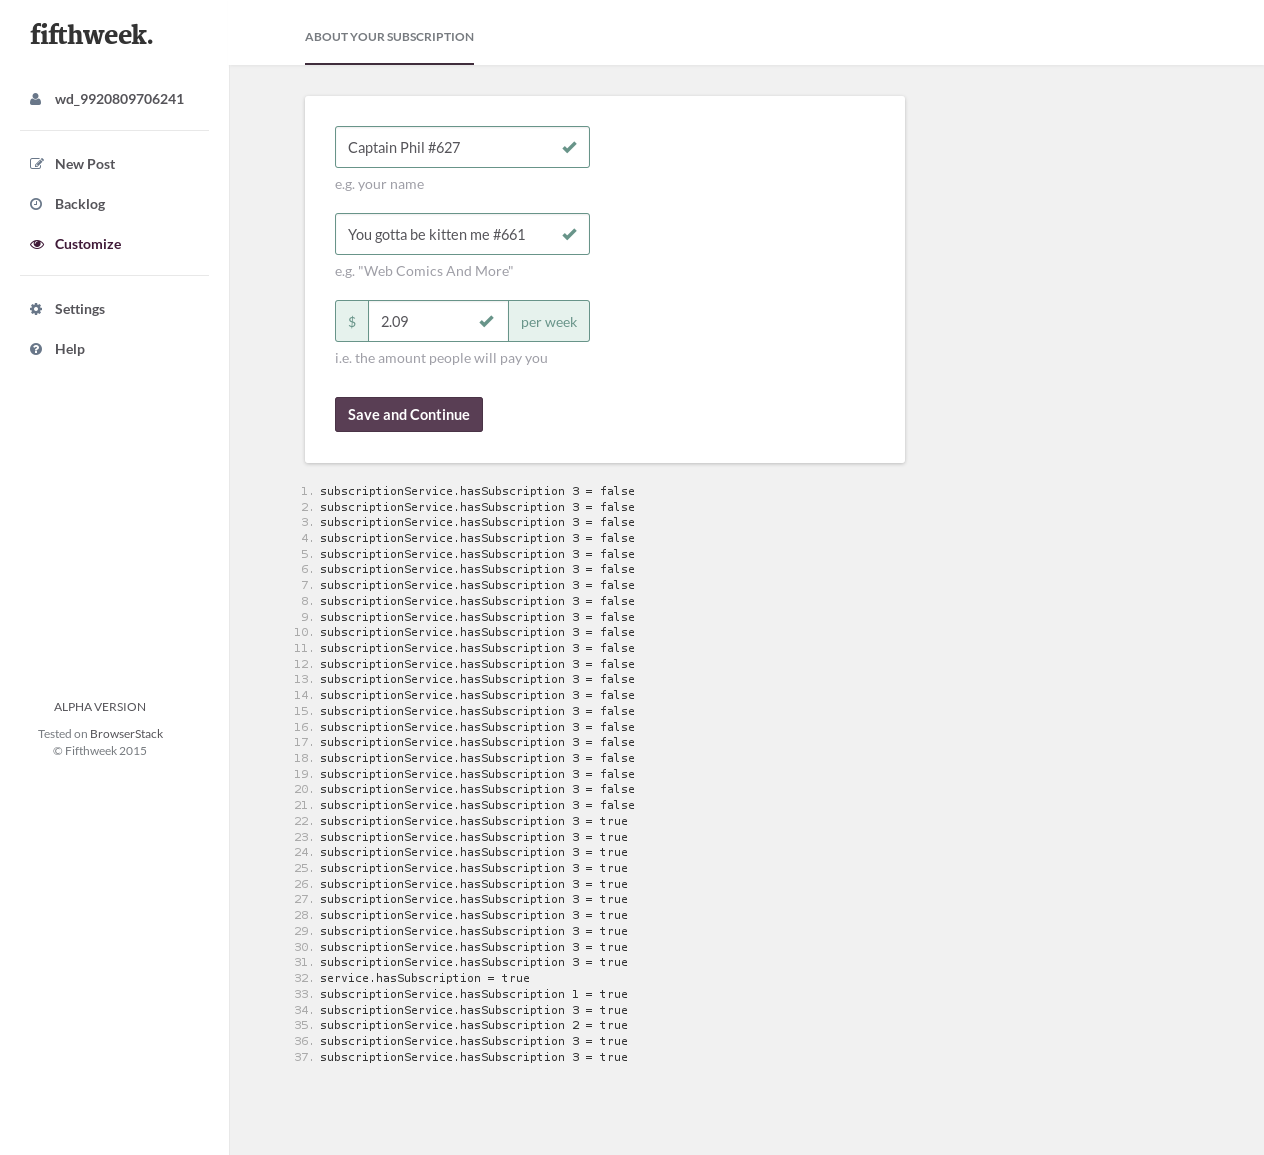 fifthweek.
ABOUT YOUR SUBSCRIPTION
wd_9920809706241
New Post
Backlog
Customize
Settings
Help
ALPHA VERSION
Tested on BrowserStack
© Fifthweek 2015
Captain Phil #627
e.g. your name
You gotta be kitten me #661
e.g. "Web Comics And More"
$ 2.09 per week
i.e. the amount people will pay you
Save and Continue
1. subscriptionService.hasSubscription 3 = false
2. subscriptionService.hasSubscription 3 = false
3. subscriptionService.hasSubscription 3 = false
4. subscriptionService.hasSubscription 3 = false
5. subscriptionService.hasSubscription 3 = false
6. subscriptionService.hasSubscription 3 = false
7. subscriptionService.hasSubscription 3 = false
8. subscriptionService.hasSubscription 3 = false
9. subscriptionService.hasSubscription 3 = false
10. subscriptionService.hasSubscription 3 = false
11. subscriptionService.hasSubscription 3 = false
12. subscriptionService.hasSubscription 3 = false
13. subscriptionService.hasSubscription 3 = false
14. subscriptionService.hasSubscription 3 = false
15. subscriptionService.hasSubscription 3 = false
16. subscriptionService.hasSubscription 3 = false
17. subscriptionService.hasSubscription 3 = false
18. subscriptionService.hasSubscription 3 = false
19. subscriptionService.hasSubscription 3 = false
20. subscriptionService.hasSubscription 3 = false
21. subscriptionService.hasSubscription 3 = false
22. subscriptionService.hasSubscription 3 = true
23. subscriptionService.hasSubscription 3 = true
24. subscriptionService.hasSubscription 3 = true
25. subscriptionService.hasSubscription 3 = true
26. subscriptionService.hasSubscription 3 = true
27. subscriptionService.hasSubscription 3 = true
28. subscriptionService.hasSubscription 3 = true
29. subscriptionService.hasSubscription 3 = true
30. subscriptionService.hasSubscription 3 = true
31. subscriptionService.hasSubscription 3 = true
32. service.hasSubscription = true
33. subscriptionService.hasSubscription 1 = true
34. subscriptionService.hasSubscription 3 = true
35. subscriptionService.hasSubscription 2 = true
36. subscriptionService.hasSubscription 3 = true
37. subscriptionService.hasSubscription 3 = true